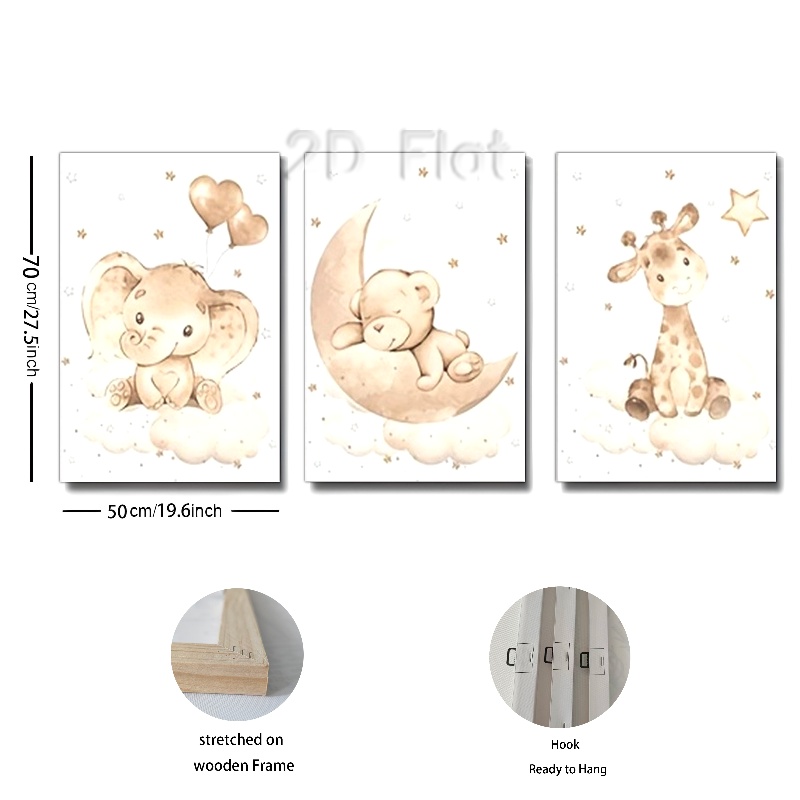 2D Flat
70 cm/27.5inch
50cm/19.6inch
stretched on
wooden Frame
Hook
Ready to Hang